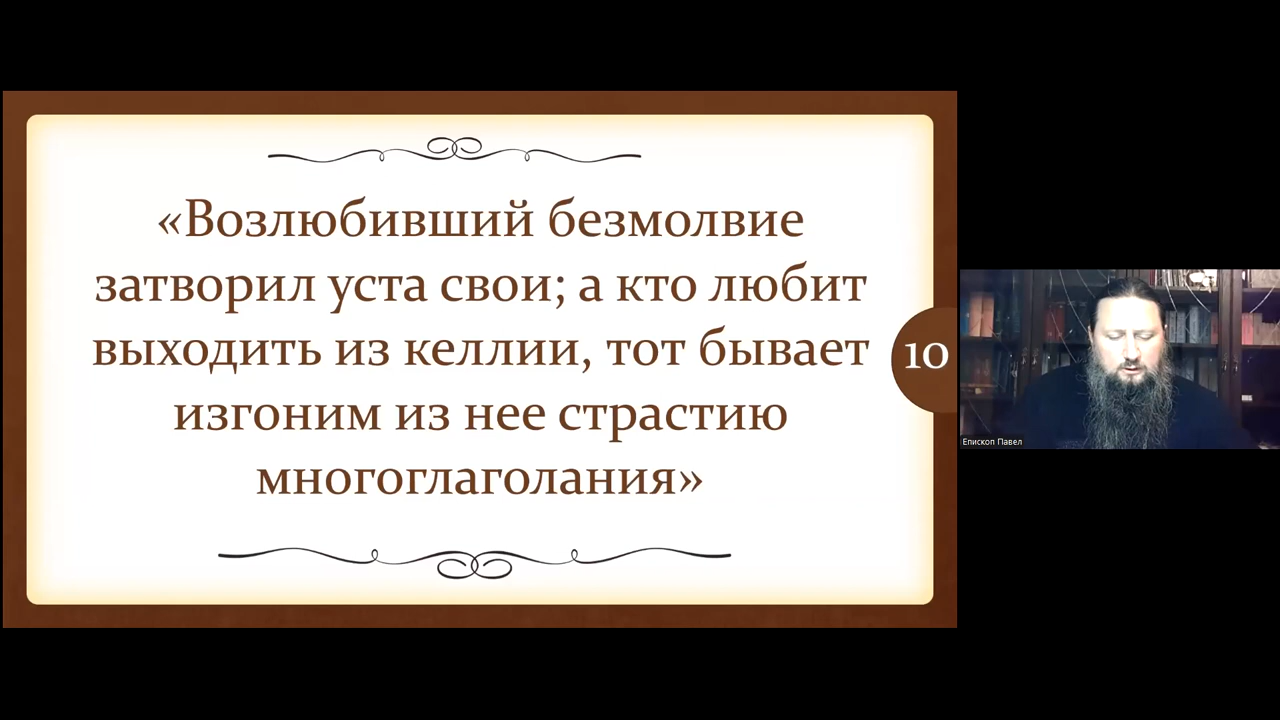 «Возлюбивший безмолвие
затворил уста свои; а кто любит
выходить из келлии, тот бывает
изгоним из нее страстию
многоглаголания»
10
Епископ Павел